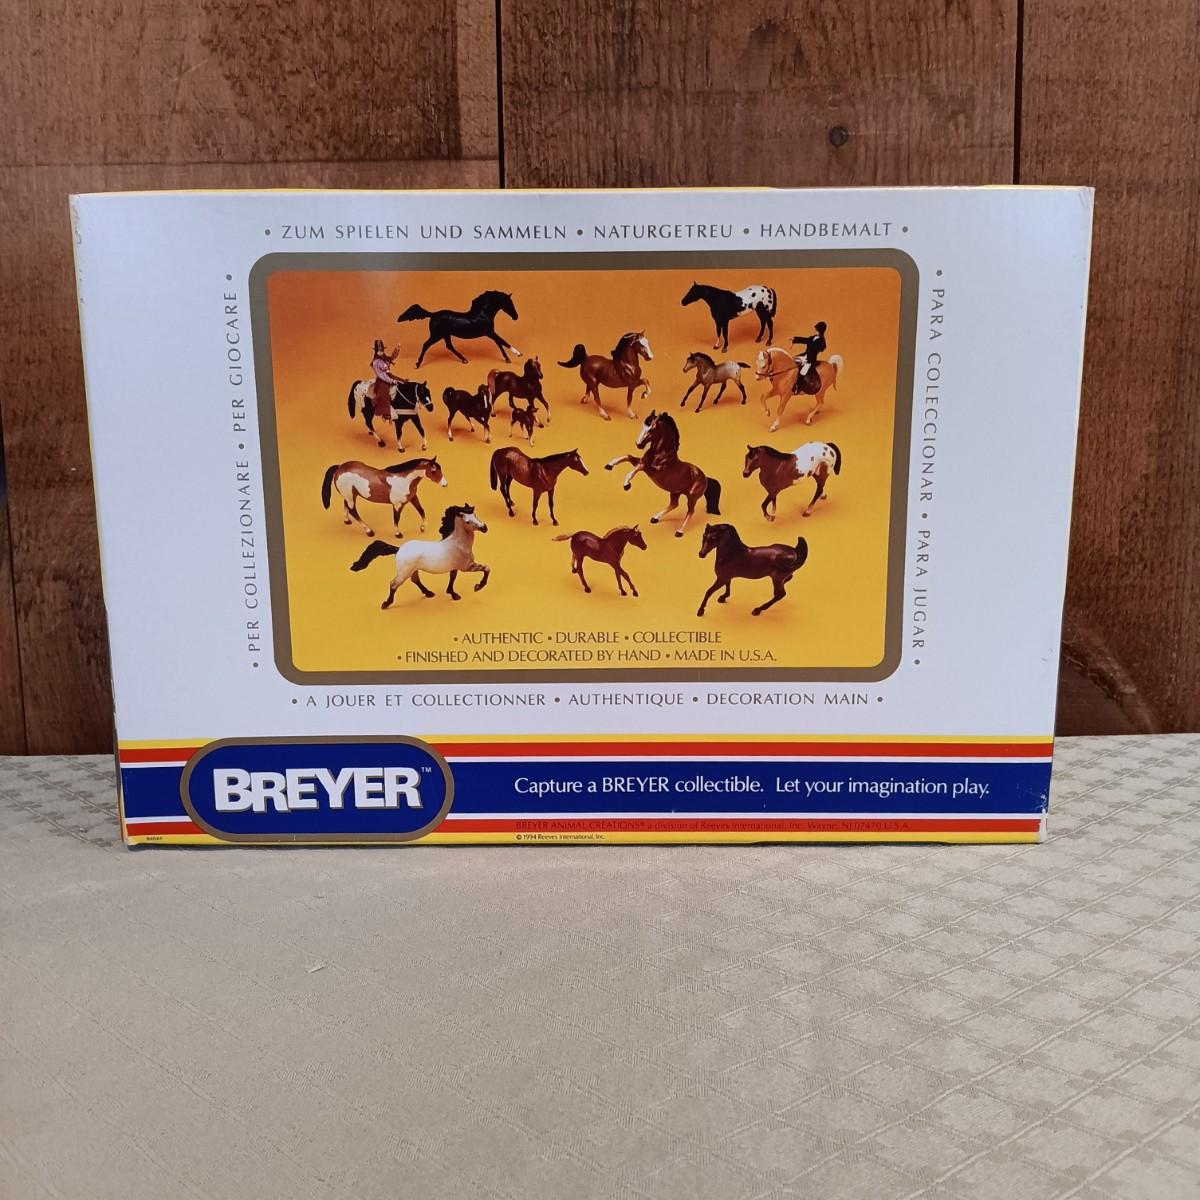 • ZUM SPIELEN UND SAMMELN • NATURGETREU • HANDBEMALT •
• PER COLLEZIONARE • PER GIOCARE •
• PARA COLECCIONAR • PARA JUGAR •
• AUTHENTIC • DURABLE • COLLECTIBLE
• FINISHED AND DECORATED BY HAND • MADE IN U.S.A.
• A JOUER ET COLLECTIONNER • AUTHENTIQUE • DECORATION MAIN •
BREYER™
Capture a BREYER collectible. Let your imagination play.
BREYER ANIMAL CREATIONS® a division of Reeves International, Inc. Wayne, NJ 07470 U.S.A.
© 1994 Reeves International, Inc.